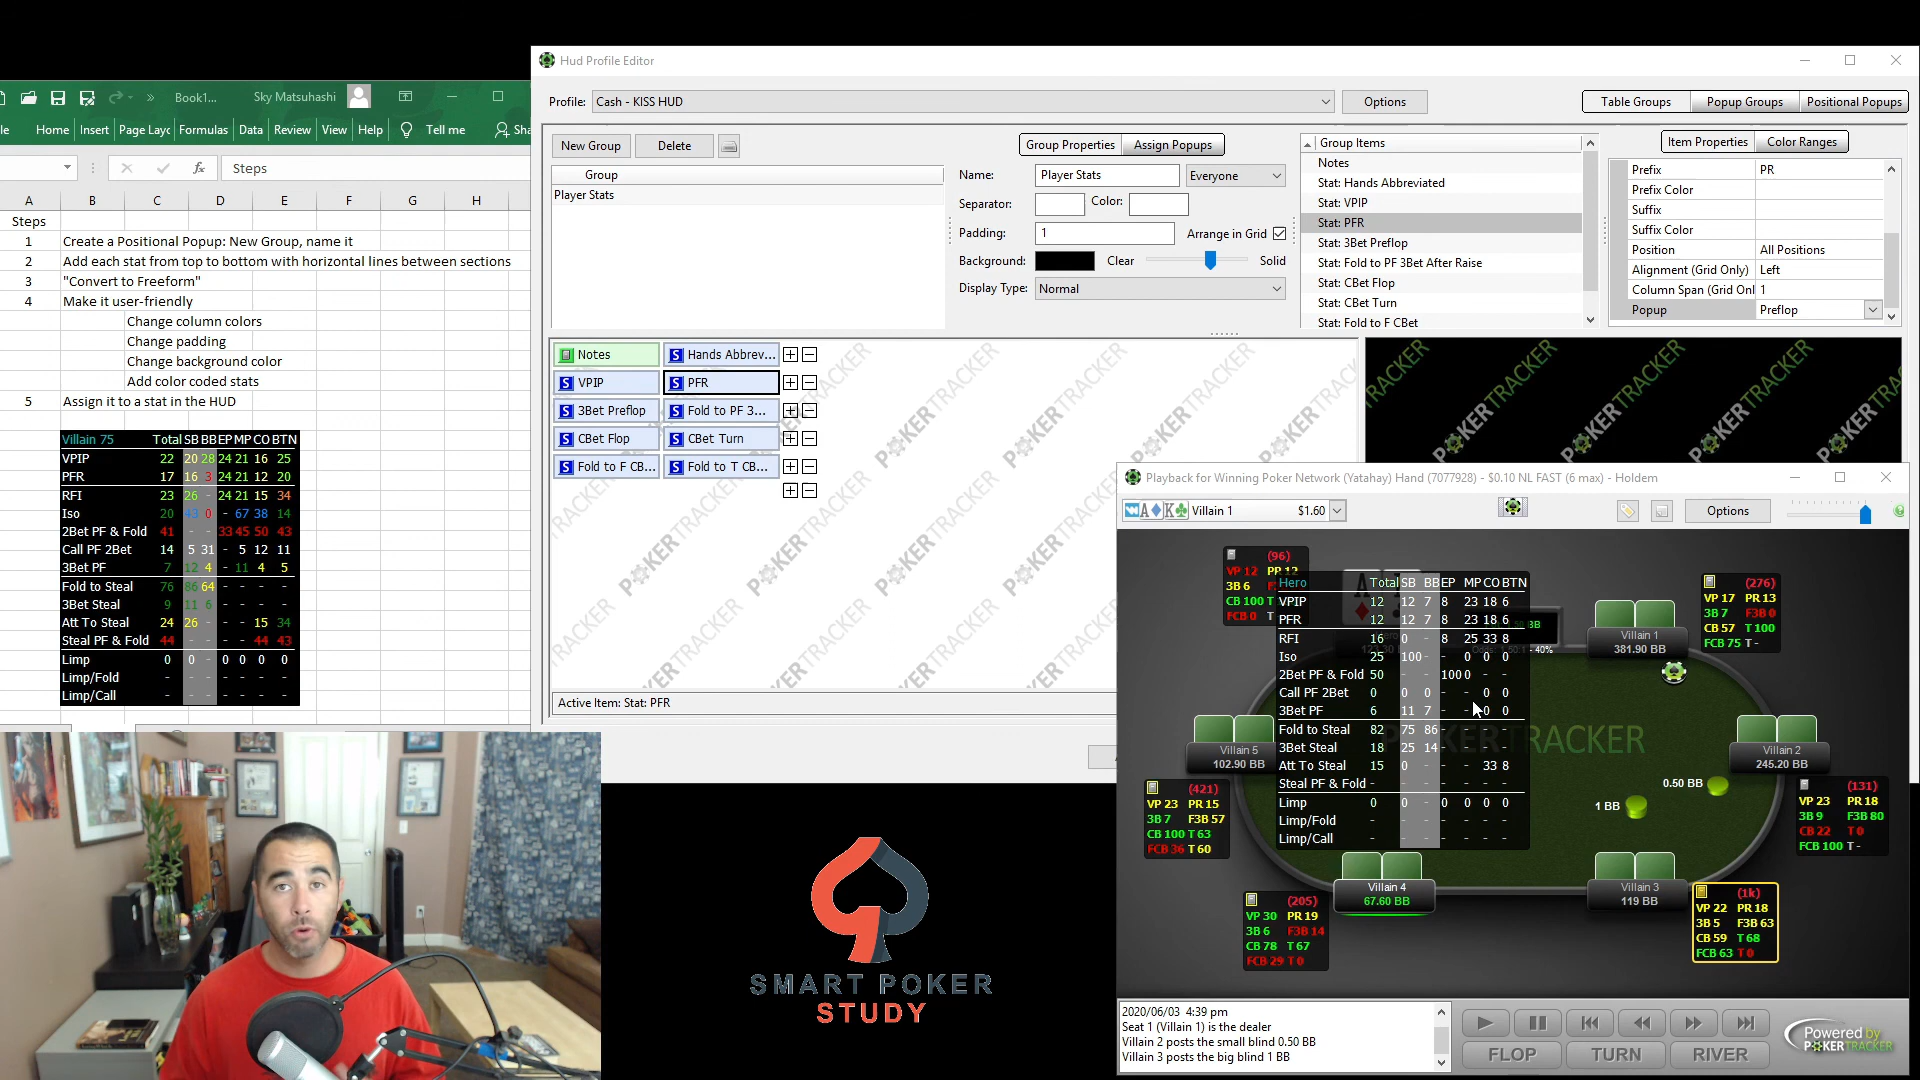 Hud Profile Editor
Book1...
Sky Matsuhashi
Profile:
Cash - KISS HUD
Options
Table Groups
Popup Groups
Positional Popups
Home
Insert
Formulas
Data
Review
View
Help
Tell me
New Group
Delete
Group Properties
Assign Popups
Group Items
Item Properties
Color Ranges
Steps
Group
Player Stats
Name:
Player Stats
Everyone
Separator:
Color:
Padding:
1
Arrange in Grid
Background:
Clear
Solid
Display Type:
Normal
Notes
Stat: Hands Abbreviated
Stat: VPIP
Stat: PFR
Stat: 3Bet Preflop
Stat: Fold to PF 3Bet After Raise
Stat: CBet Flop
Stat: CBet Turn
Stat: Fold to F CBet
Prefix PR
Prefix Color
Suffix
Suffix Color
Position All Positions
Alignment (Grid Only) Left
Column Span (Grid Onl 1
Popup Preflop
A B C D E F G H
Steps
1 Create a Positional Popup: New Group, name it
2 Add each stat from top to bottom with horizontal lines between sections
3 "Convert to Freeform"
4 Make it user-friendly
Change column colors
Change padding
Change background color
Add color coded stats
5 Assign it to a stat in the HUD
Villain 75 Total SB BB EP MP CO BTN
VPIP 22 20 28 24 21 16 25
PFR 17 16 3 24 21 12 20
RFI 23 26 - 24 21 15 34
Iso 20 43 0 - 67 38 14
2Bet PF & Fold 41 - - 33 45 50 43
Call PF 2Bet 14 5 31 - 5 12 11
3Bet PF 7 12 4 - 11 4 5
Fold to Steal 76 86 64 - - - -
3Bet Steal 9 11 6 - - - -
Att To Steal 24 26 - - - 15 34
Steal PF & Fold 44 - - - - 44 43
Limp 0 0 - 0 0 0 0
Limp/Fold - - - - - - -
Limp/Call - - - - - - -
Notes
Hands Abbrev...
VPIP
PFR
3Bet Preflop
Fold to PF 3...
CBet Flop
CBet Turn
Fold to F CB...
Fold to T CB...
Active Item: Stat: PFR
Playback for Winning Poker Network (Yatahay) Hand (7077928) - $0.10 NL FAST (6 max) - Holdem
Villain 1 $1.60
Options
(96)
VP 12 PR 12
3B 6
CB 100 T
FCB 0 T
Hero Total SB BB EP MP CO BTN
VPIP 12 12 7 8 23 18 6
PFR 12 12 7 8 23 18 6
RFI 16 0 - 8 25 33 8
Iso 25 100 - - 0 0 0
2Bet PF & Fold 50 - - 100 0 - -
Call PF 2Bet 0 0 0 - - 0 0
3Bet PF 6 11 7 - - 0 0
Fold to Steal 82 75 86 - - - -
3Bet Steal 18 25 14 - - - -
Att To Steal 15 0 - - - 33 8
Steal PF & Fold - - - - - - -
Limp 0 0 - 0 0 0 0
Limp/Fold - - - - - - -
Limp/Call - - - - - - -
Villain 1
381.90 BB
(276)
VP 17 PR 13
3B 7 F3B 0
CB 57 T 100
FCB 75 T -
Villain 5
102.90 BB
(421)
VP 23 PR 15
3B 7 F3B 57
CB 100 T 63
FCB 36 T 60
POKERTRACKER
Villain 2
245.20 BB
0.50 BB
1 BB
(131)
VP 23 PR 18
3B 9 F3B 80
CB 22 T 0
FCB 100 T -
Villain 4
67.60 BB
(205)
VP 30 PR 19
3B 6 F3B 14
CB 78 T 67
FCB 29 T 0
Villain 3
119 BB
(1k)
VP 22 PR 18
3B 5 F3B 63
CB 59 T 68
FCB 63 T 0
SMART POKER
STUDY
2020/06/03 4:39 pm
Seat 1 (Villain 1) is the dealer
Villain 2 posts the small blind 0.50 BB
Villain 3 posts the big blind 1 BB
FLOP
TURN
RIVER
Powered by
POKERTRACKER